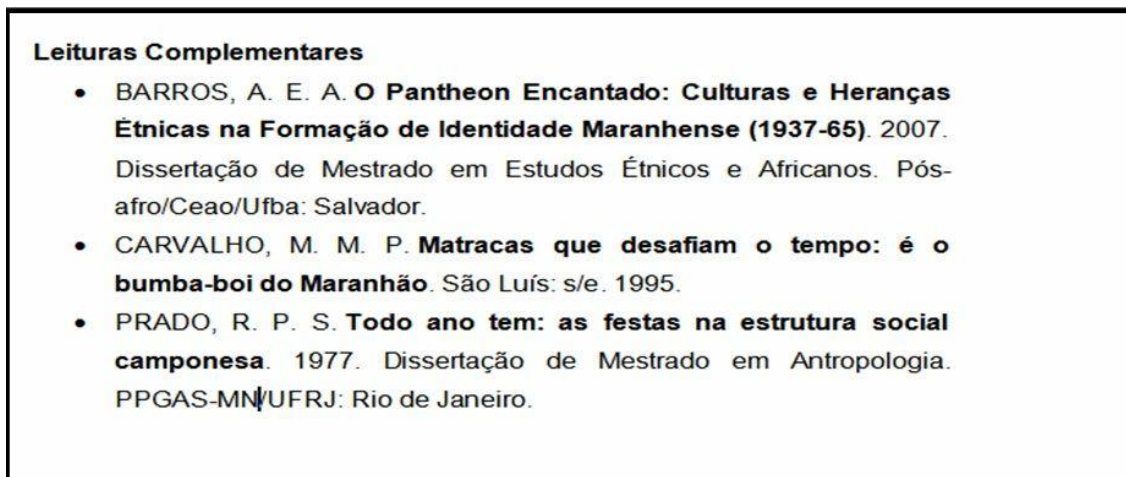 Leituras Complementares
• BARROS, A. E. A. O Pantheon Encantado: Culturas e Heranças
Étnicas na Formação de Identidade Maranhense (1937-65). 2007.
Dissertação de Mestrado em Estudos Étnicos e Africanos. Pós-
afro/Ceao/Ufba: Salvador.
• CARVALHO, M. M. P. Matracas que desafiam o tempo: é o
bumba-boi do Maranhão. São Luís: s/e. 1995.
• PRADO, R. P. S. Todo ano tem: as festas na estrutura social
camponesa. 1977. Dissertação de Mestrado em Antropologia.
PPGAS-MN/UFRJ: Rio de Janeiro.